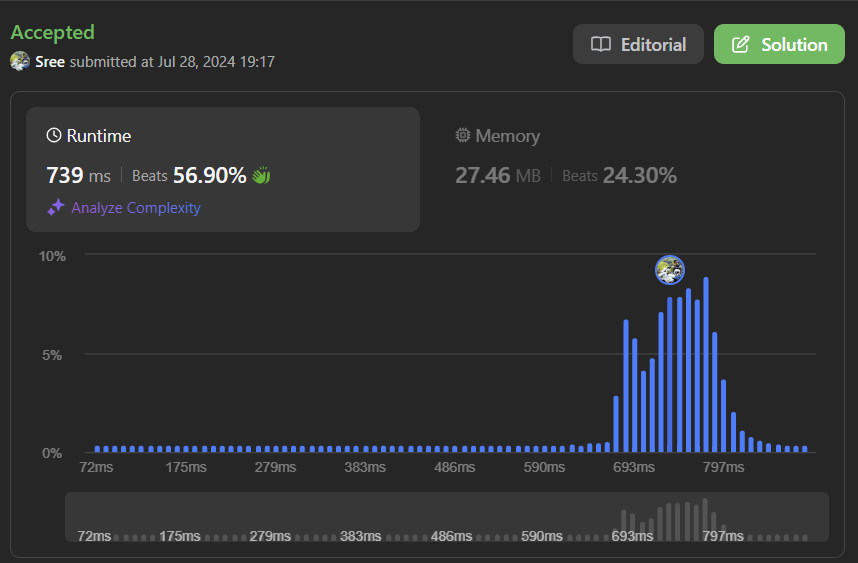 Accepted
Sree submitted at Jul 28, 2024 19:17
Editorial
Solution
Runtime
739 ms | Beats 56.90%
Analyze Complexity
Memory
27.46 MB | Beats 24.30%
10%
5%
0%
72ms 175ms 279ms 383ms 486ms 590ms 693ms 797ms
72ms 175ms 279ms 383ms 486ms 590ms 693ms 797ms